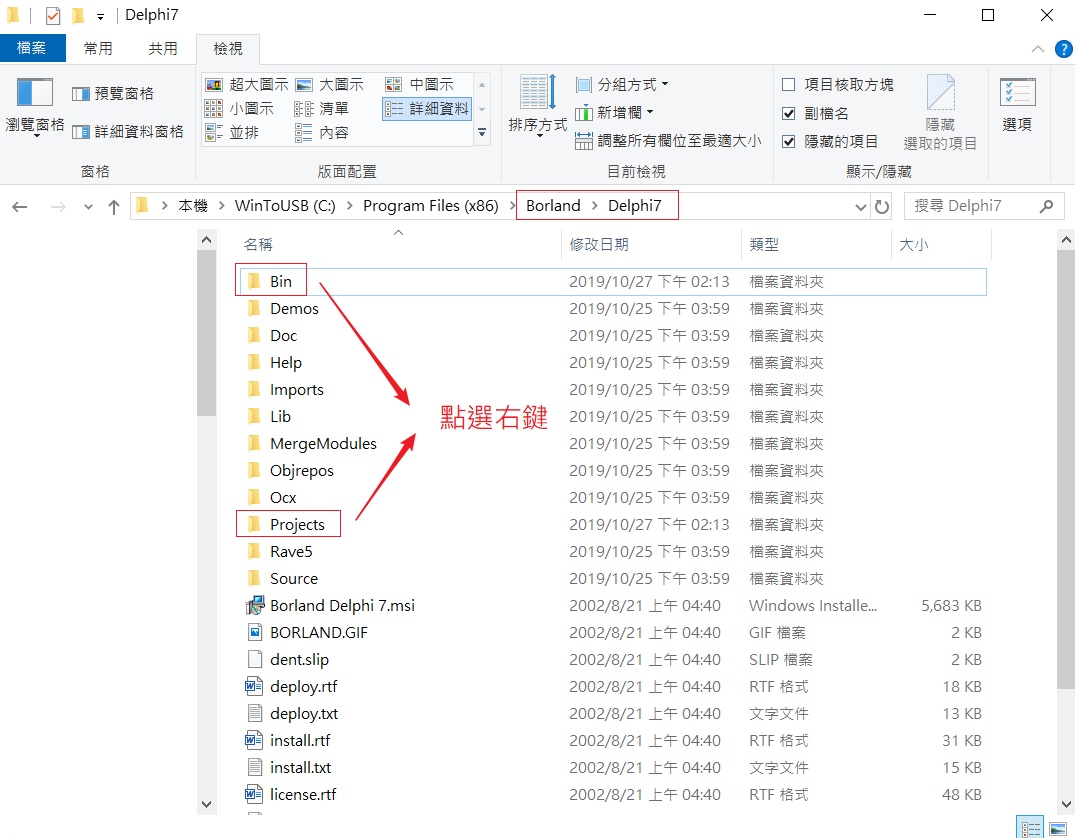 Delphi7
檔案 常用 共用 檢視
預覽窗格
瀏覽窗格 詳細資料窗格
窗格
超大圖示 大圖示 中圖示
小圖示 清單 詳細資料
並排 內容
版面配置
排序方式
分組方式
新增欄
調整所有欄位至最適大小
目前檢視
項目核取方塊
副檔名
隱藏的項目
隱藏
選取的項目
顯示/隱藏
選項
本機 WinToUSB (C:) Program Files (x86) Borland Delphi7 搜尋 Delphi7
名稱 修改日期 類型 大小
Bin 2019/10/27 下午 02:13 檔案資料夾
Demos 2019/10/25 下午 03:59 檔案資料夾
Doc 2019/10/25 下午 03:59 檔案資料夾
Help 2019/10/25 下午 03:59 檔案資料夾
Imports 2019/10/25 下午 03:59 檔案資料夾
Lib 2019/10/25 下午 03:59 檔案資料夾
點選右鍵
MergeModules 2019/10/25 下午 03:59 檔案資料夾
Objrepos 2019/10/25 下午 03:59 檔案資料夾
Ocx 2019/10/25 下午 03:59 檔案資料夾
Projects 2019/10/27 下午 02:13 檔案資料夾
Rave5 2019/10/25 下午 03:59 檔案資料夾
Source 2019/10/25 下午 03:59 檔案資料夾
Borland Delphi 7.msi 2002/8/21 上午 04:40 Windows Installe... 5,683 KB
BORLAND.GIF 2002/8/21 上午 04:40 GIF 檔案 2 KB
dent.slip 2002/8/21 上午 04:40 SLIP 檔案 2 KB
deploy.rtf 2002/8/21 上午 04:40 RTF 格式 18 KB
deploy.txt 2002/8/21 上午 04:40 文字文件 13 KB
install.rtf 2002/8/21 上午 04:40 RTF 格式 31 KB
install.txt 2002/8/21 上午 04:40 文字文件 15 KB
license.rtf 2002/8/21 上午 04:40 RTF 格式 48 KB